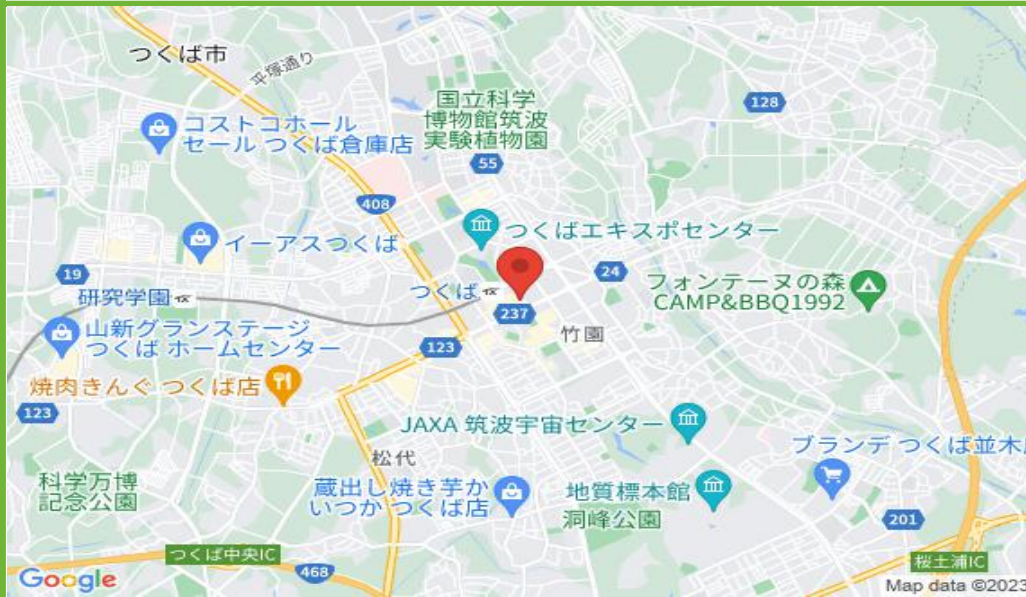 つくば市
平塚通り
国立科学
博物館筑波
実験植物園
128
コストコホール
セール つくば倉庫店
55
408
つくばエキスポセンター
イーアスつくば
24
19
フォンテーヌの森
CAMP&BBQ1992
研究学園
つくば
237
山新グランステージ
つくば ホームセンター
竹園
123
焼肉きんぐ つくば店
123
JAXA 筑波宇宙センター
ブランデ つくば並木
松代
科学万博
記念公園
蔵出し焼き芋か
いつか つくば店
地質標本館
洞峰公園
201
つくば中央IC
468
桜土浦IC
Google
Map data ©2023